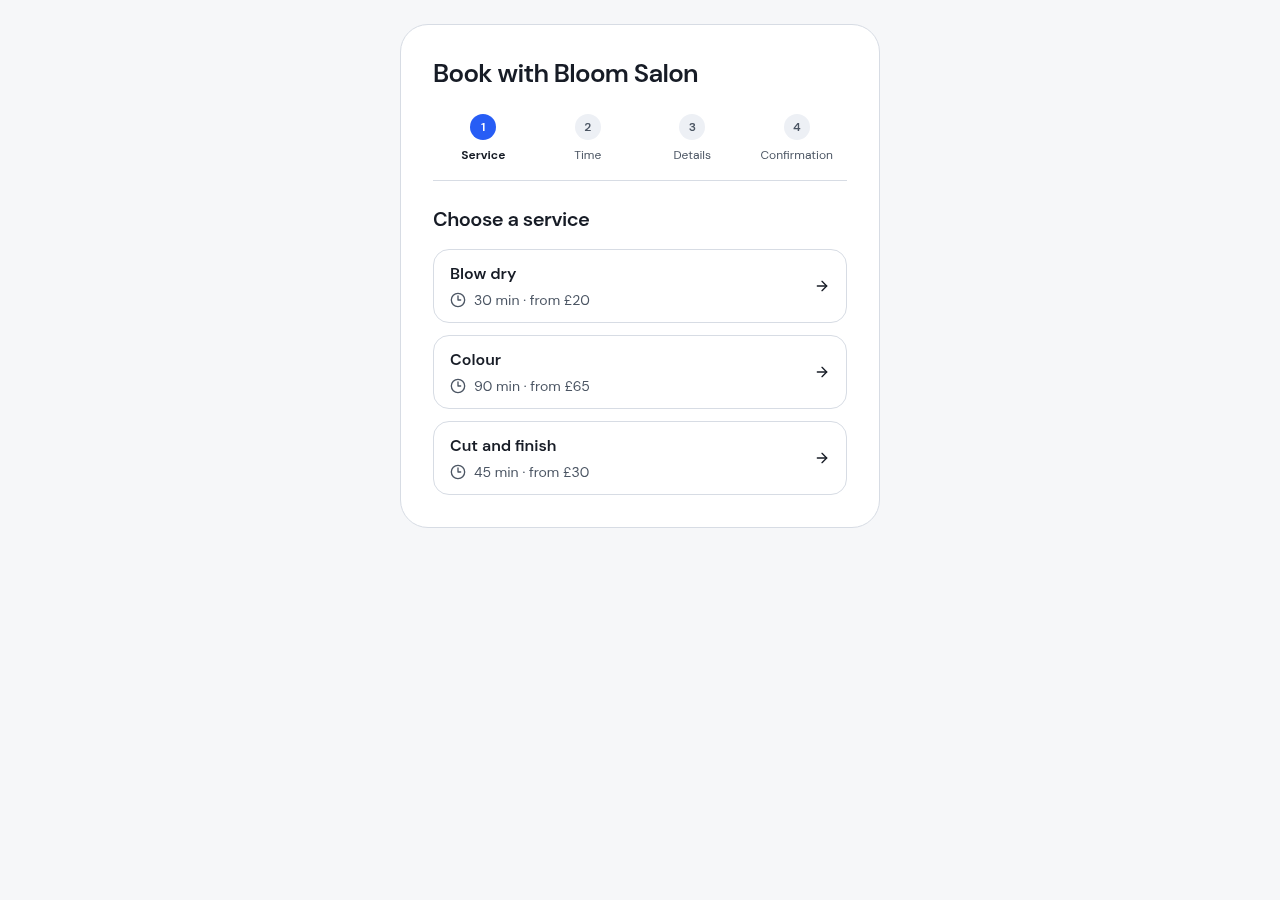 Book with Bloom Salon
1 2 3 4
Service Time Details Confirmation
Choose a service
Blow dry
30 min · from £20
Colour
90 min · from £65
Cut and finish
45 min · from £30